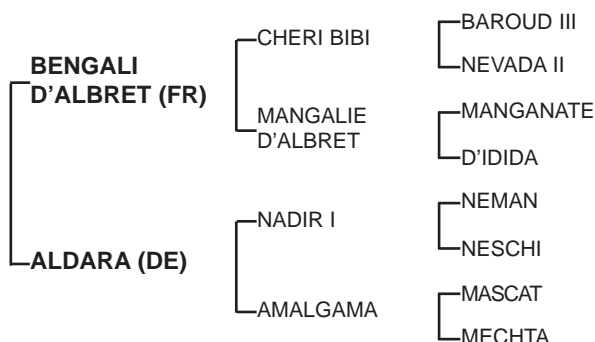 BENGALI
D'ALBRET (FR)
CHERI BIBI
BAROUD III
NEVADA II
MANGALIE
D'ALBRET
MANGANATE
D'IDIDA
ALDARA (DE)
NADIR I
NEMAN
NESCHI
AMALGAMA
MASCAT
MECHTA